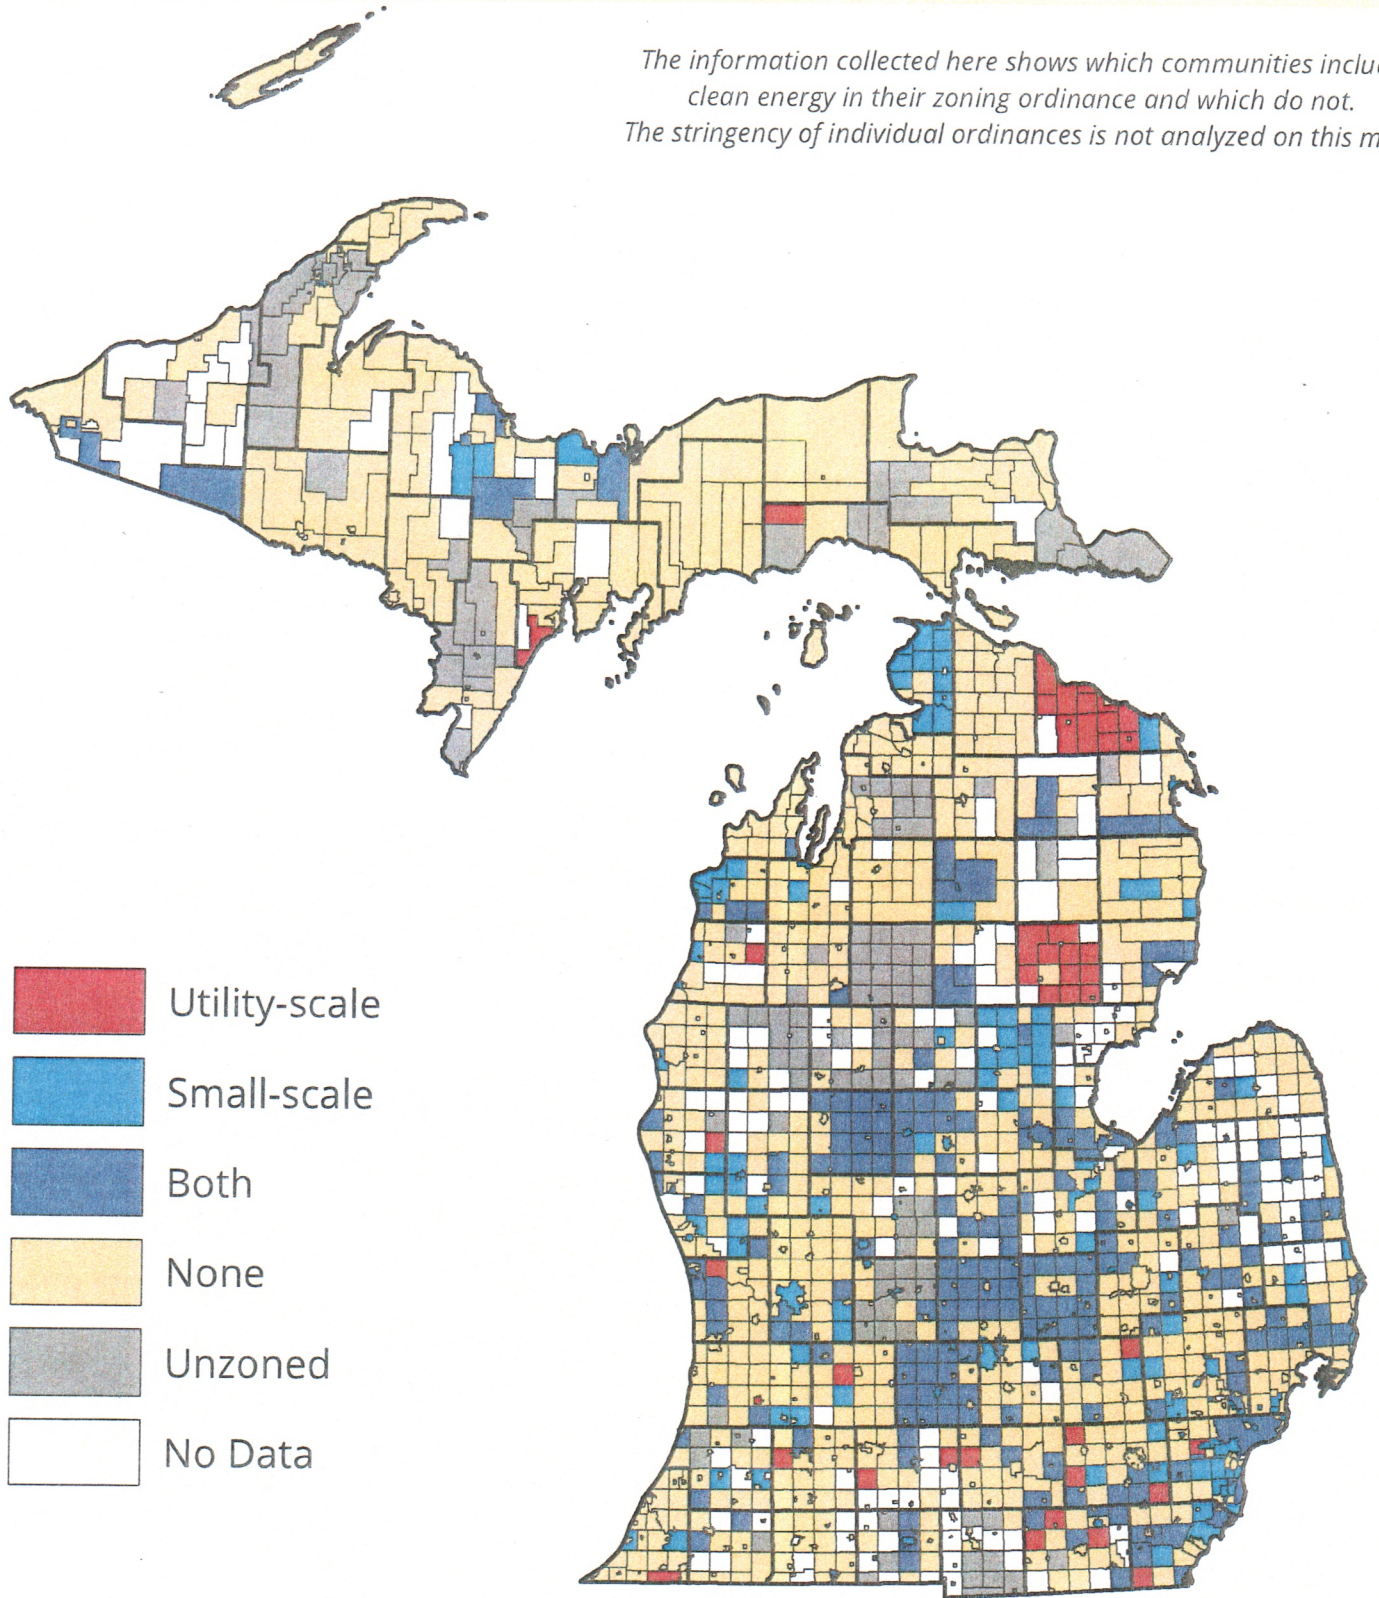 The information collected here shows which communities inclu
clean energy in their zoning ordinance and which do not.
The stringency of individual ordinances is not analyzed on this m
Utility-scale
Small-scale
Both
None
Unzoned
No Data